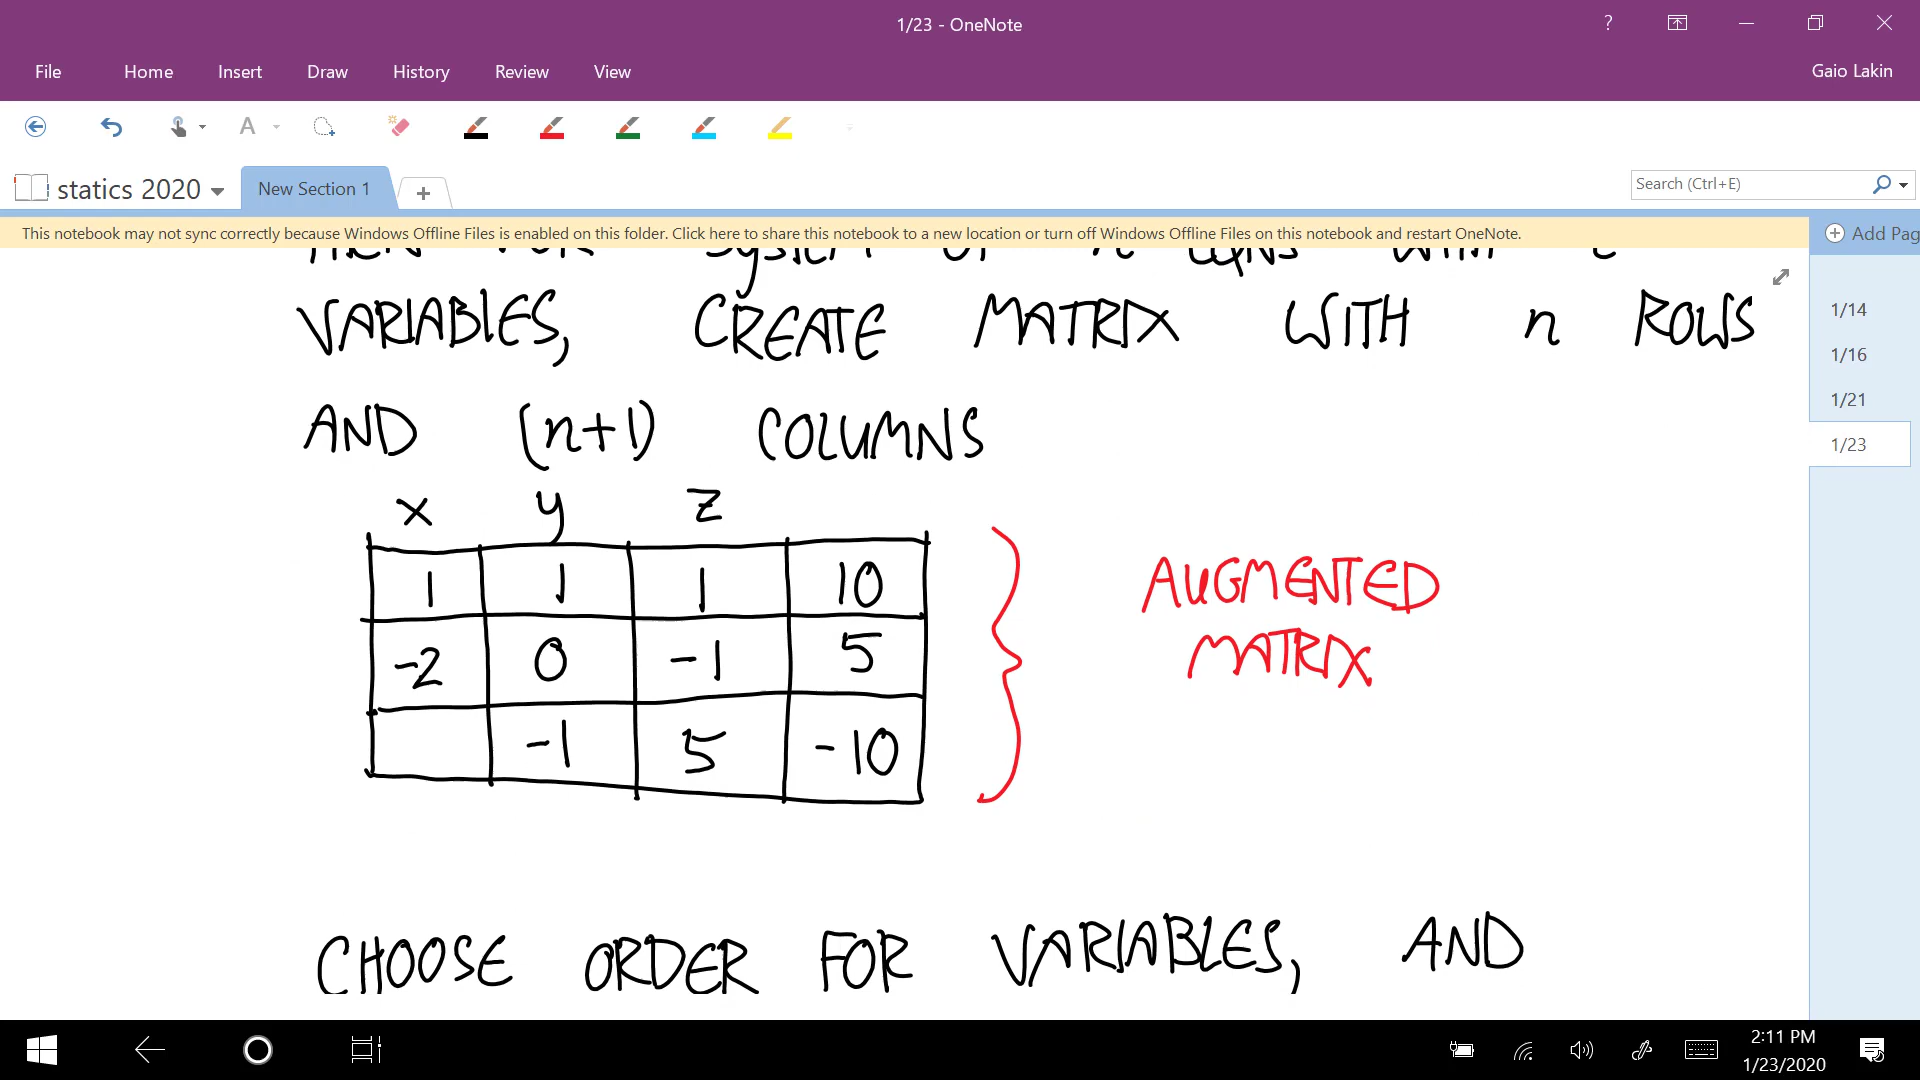 1/23 - OneNote
?
File Home Insert Draw History Review View
Gaio Lakin
A
statics 2020
New Section 1
+
Search (Ctrl+E)
This notebook may not sync correctly because Windows Offline Files is enabled on this folder. Click here to share this notebook to a new location or turn off Windows Offline Files on this notebook and restart OneNote.
Add Pag
1/14
1/16
1/21
1/23
SYSTEM OF n EQNS WITH
VARIABLES, CREATE MATRIX WITH n ROWS
AND (n+1) COLUMNS
x y z
1 1 1 10
-2 0 -1 5
-1 5 -10
AUGMENTED
MATRIX
CHOOSE ORDER FOR VARIABLES, AND
2:11 PM
1/23/2020